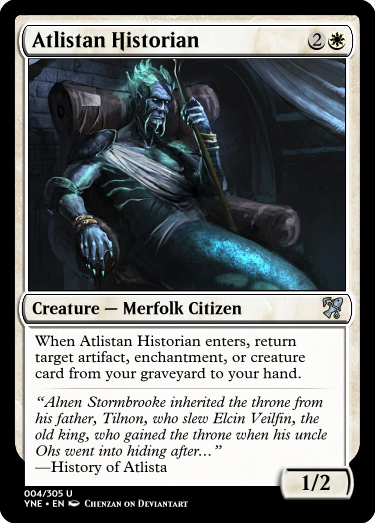 Atlistan Historian 2
Creature — Merfolk Citizen
When Atlistan Historian enters, return
target artifact, enchantment, or creature
card from your graveyard to your hand.
“Alnen Stormbrooke inherited the throne from
his father, Tilnon, who slew Elcin Veilfin, the
old king, who gained the throne when his uncle
Ohs went into hiding after…”
—History of Atlista
1/2
004/305 U
YNE • EN Chenzan on Deviantart